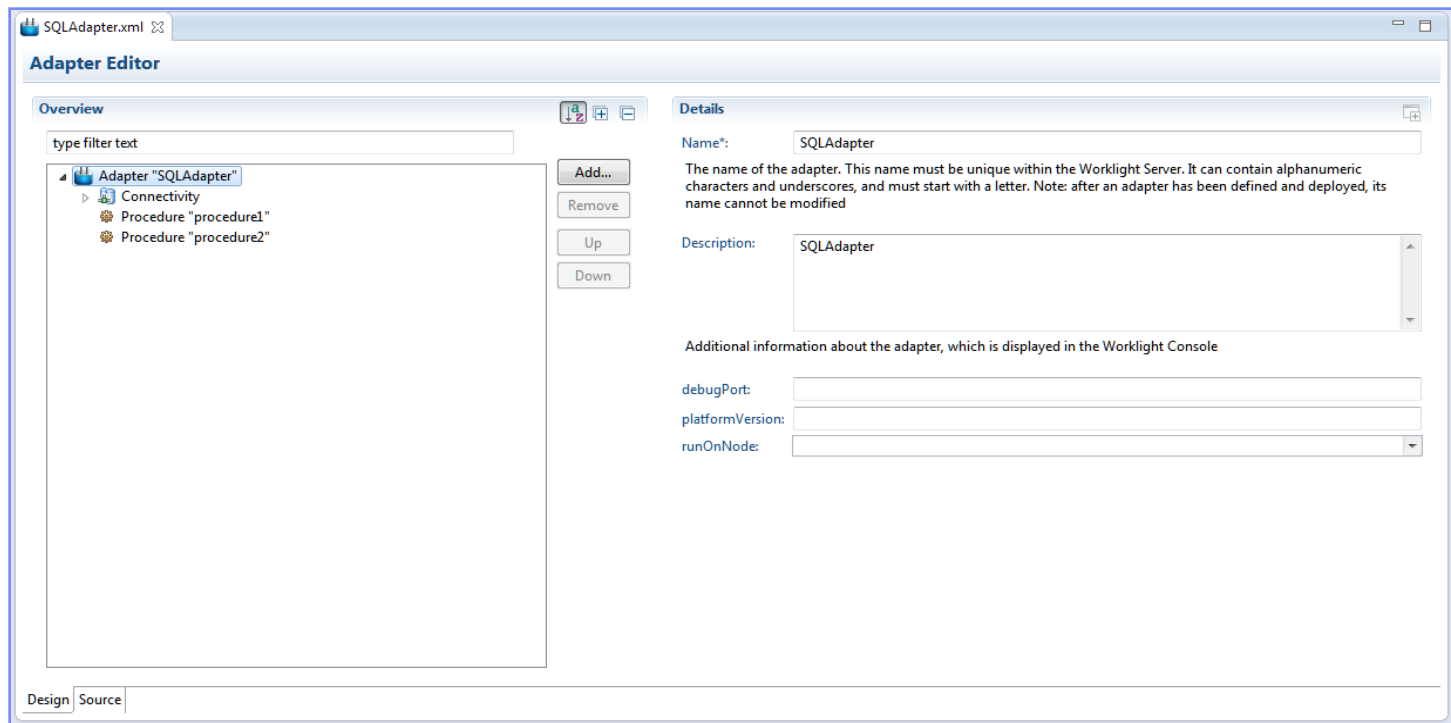 SQLAdapter.xml
Adapter Editor
Overview
type filter text
Adapter "SQLAdapter"
Connectivity
Procedure "procedure1"
Procedure "procedure2"
Add...
Remove
Up
Down
Details
Name*: SQLAdapter
The name of the adapter. This name must be unique within the Worklight Server. It can contain alphanumeric
characters and underscores, and must start with a letter. Note: after an adapter has been defined and deployed, its
name cannot be modified
Description: SQLAdapter
Additional information about the adapter, which is displayed in the Worklight Console
debugPort:
platformVersion:
runOnNode:
Design Source